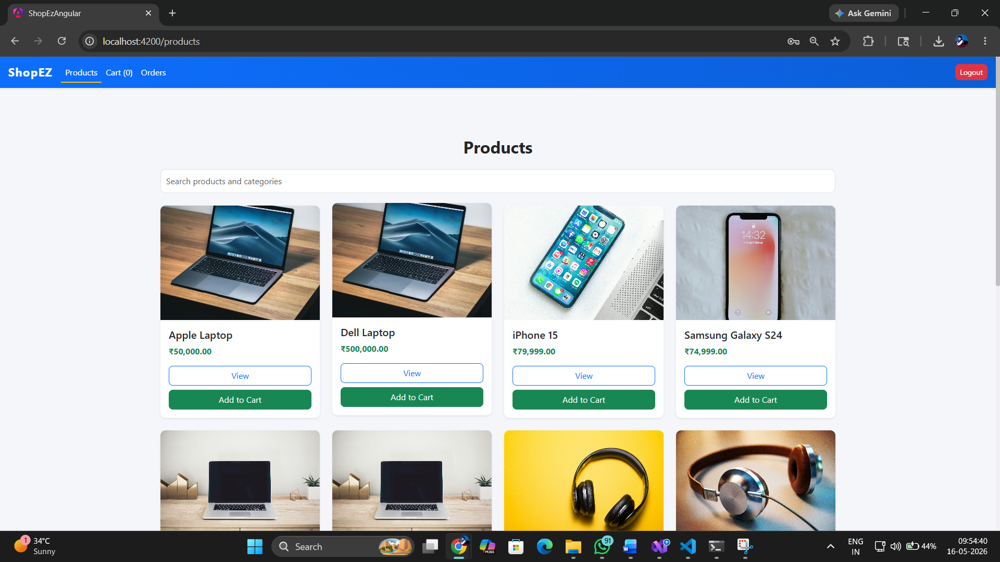 ShopEzAngular
Ask Gemini
localhost:4200/products
ShopEZ
Products
Cart (0)
Orders
Logout
Products
Search products and categories
14:32
Apple Laptop
₹50,000.00
View
Add to Cart
Dell Laptop
₹500,000.00
View
Add to Cart
iPhone 15
₹79,999.00
View
Add to Cart
Samsung Galaxy S24
₹74,999.00
View
Add to Cart
1
34°C
Sunny
Search
M365
91
ENG
IN
44%
09:54:40
16-05-2026